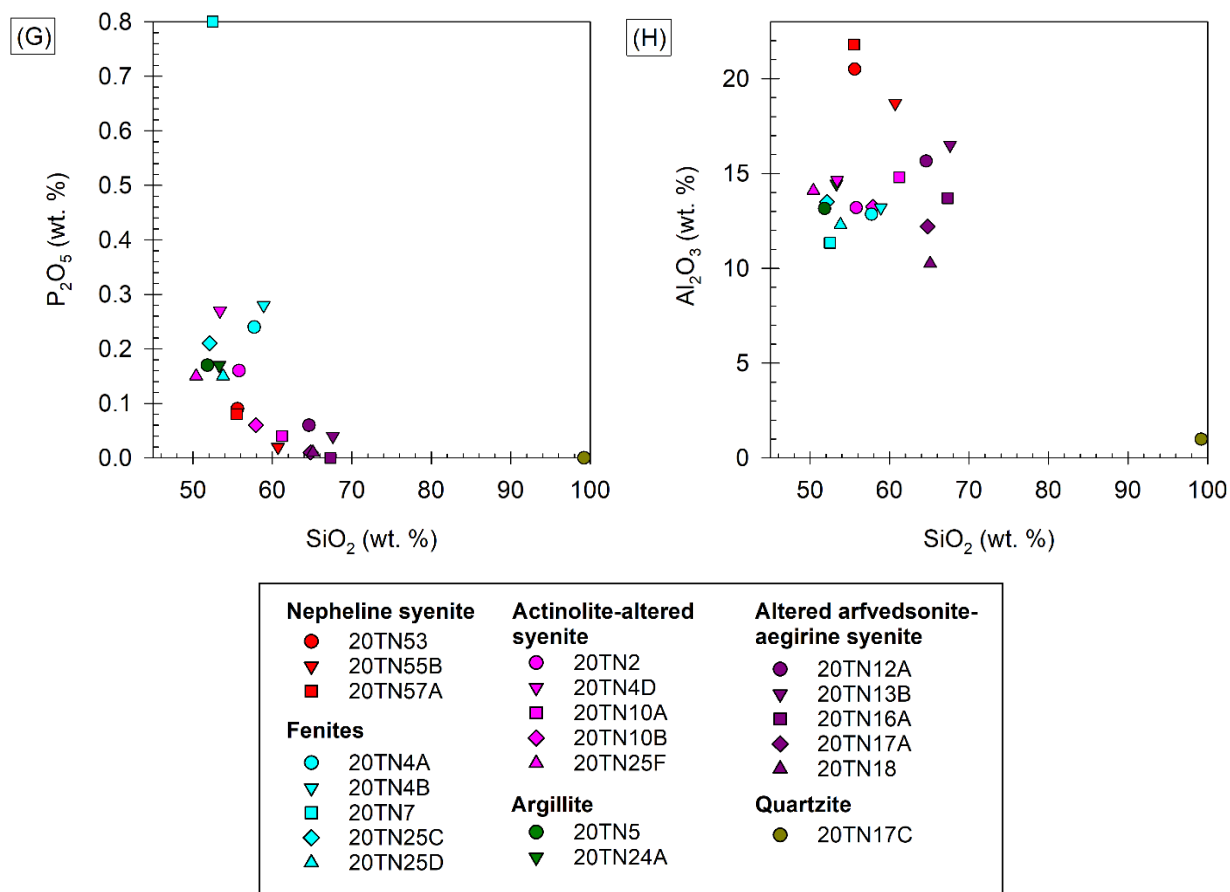 (G)
0.8
0.7
0.6
0.5
0.4
0.3
0.2
0.1
0.0
P2O5 (wt. %)
50 60 70 80 90 100
SiO2 (wt. %)
(H)
20
15
10
5
0
Al2O3 (wt. %)
50 60 70 80 90 100
SiO2 (wt. %)
Nepheline syenite
20TN53
20TN55B
20TN57A
Fenites
20TN4A
20TN4B
20TN7
20TN25C
20TN25D
Actinolite-altered
syenite
20TN2
20TN4D
20TN10A
20TN10B
20TN25F
Argillite
20TN5
20TN24A
Altered arfvedsonite-
aegirine syenite
20TN12A
20TN13B
20TN16A
20TN17A
20TN18
Quartzite
20TN17C